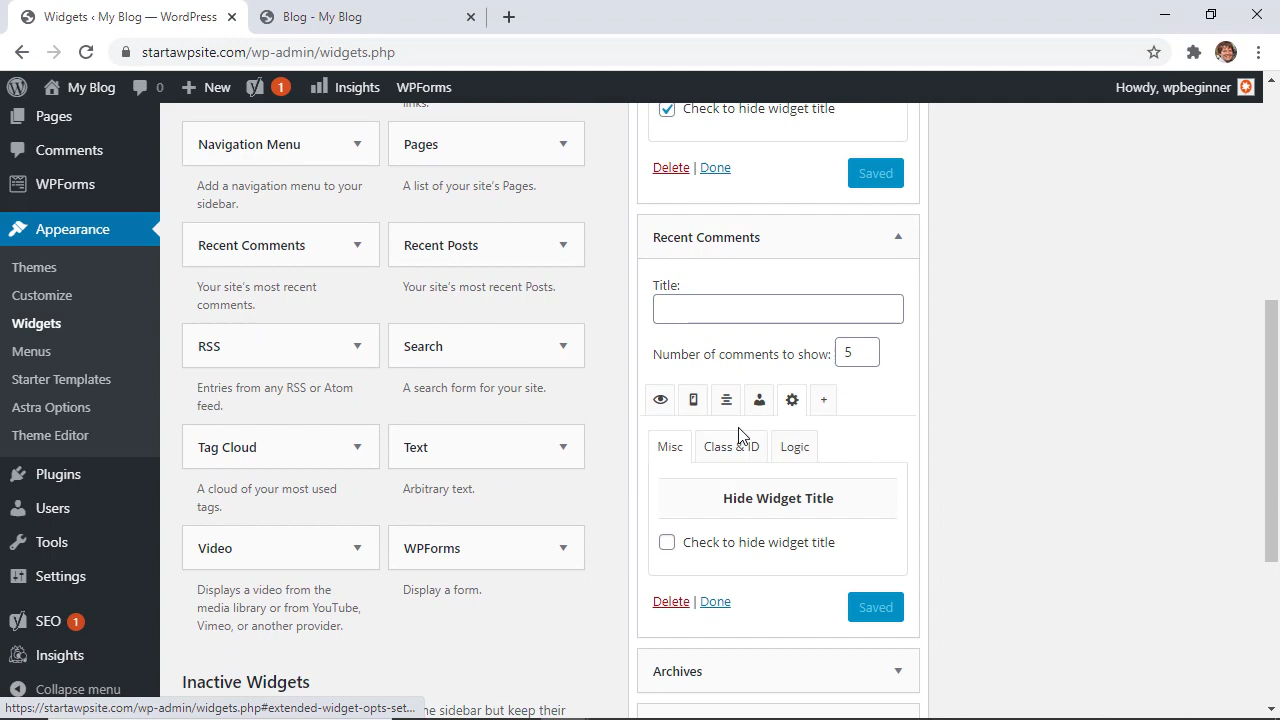 Widgets ‹ My Blog — WordPress
Blog - My Blog
startawpsite.com/wp-admin/widgets.php
My Blog
0
New
1
Insights
WPForms
Howdy, wpbeginner
Pages
Comments
WPForms
Appearance
Themes
Customize
Widgets
Menus
Starter Templates
Astra Options
Theme Editor
Plugins
Users
Tools
Settings
SEO 1
Insights
Collapse menu
links.
Navigation Menu
Add a navigation menu to your
sidebar.
Pages
A list of your site's Pages.
Recent Comments
Your site's most recent
comments.
Recent Posts
Your site's most recent Posts.
RSS
Entries from any RSS or Atom
feed.
Search
A search form for your site.
Tag Cloud
A cloud of your most used
tags.
Text
Arbitrary text.
Video
Displays a video from the
media library or from YouTube,
Vimeo, or another provider.
WPForms
Display a form.
Inactive Widgets
he sidebar but keep their
Check to hide widget title
Delete | Done
Saved
Recent Comments
Title:
Number of comments to show: 5
+
Misc
Class & ID
Logic
Hide Widget Title
Check to hide widget title
Delete | Done
Saved
Archives
https://startawpsite.com/wp-admin/widgets.php#extended-widget-opts-set...